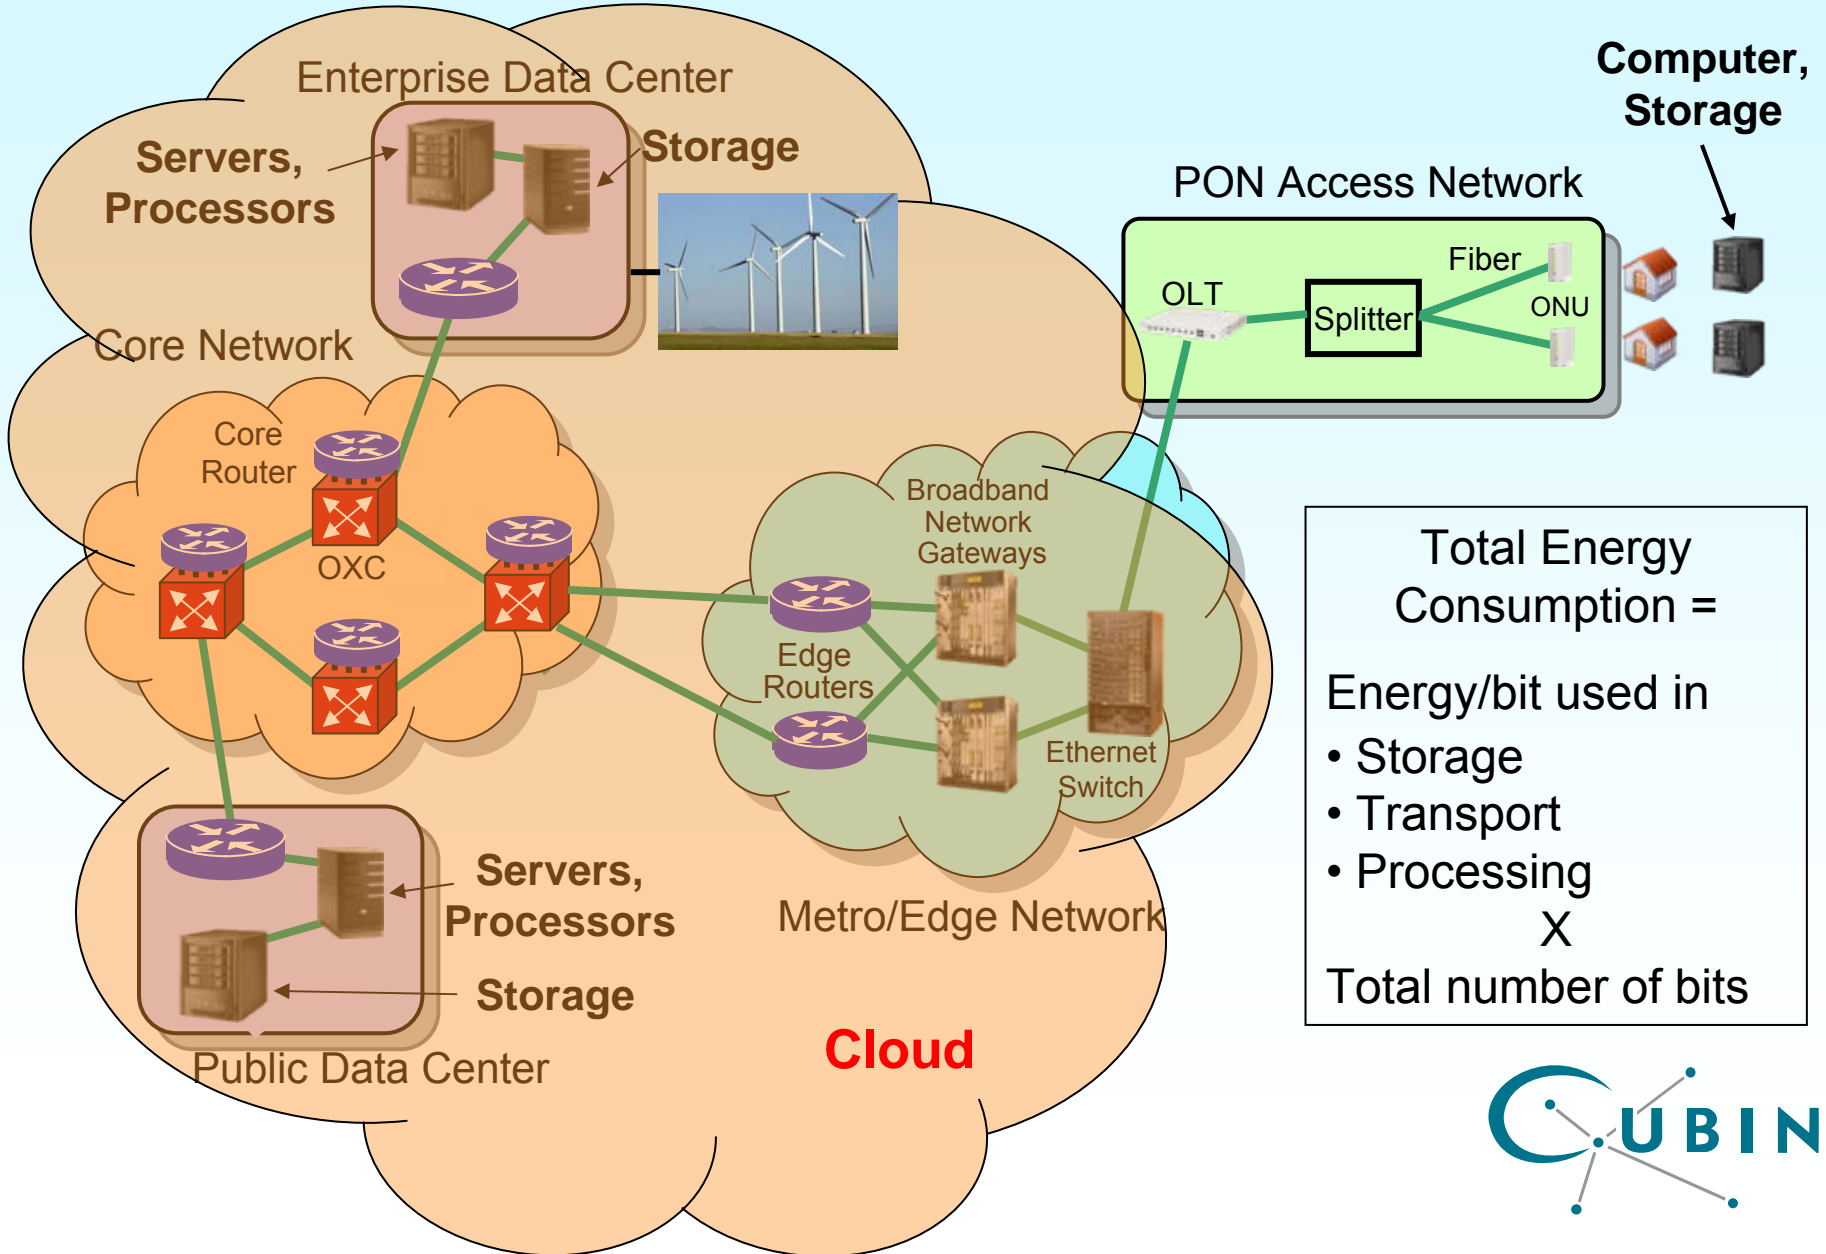 Enterprise Data Center
Servers,
Processors
Storage
Core Network
Core
Router
OXC
Servers,
Processors
Storage
Public Data Center
Cloud
Broadband
Network
Gateways
Edge
Routers
Ethernet
Switch
Metro/Edge Network
Computer,
Storage
PON Access Network
OLT
Splitter
Fiber
ONU
Total Energy
Consumption =
Energy/bit used in
• Storage
• Transport
• Processing
X
Total number of bits
CUBIN